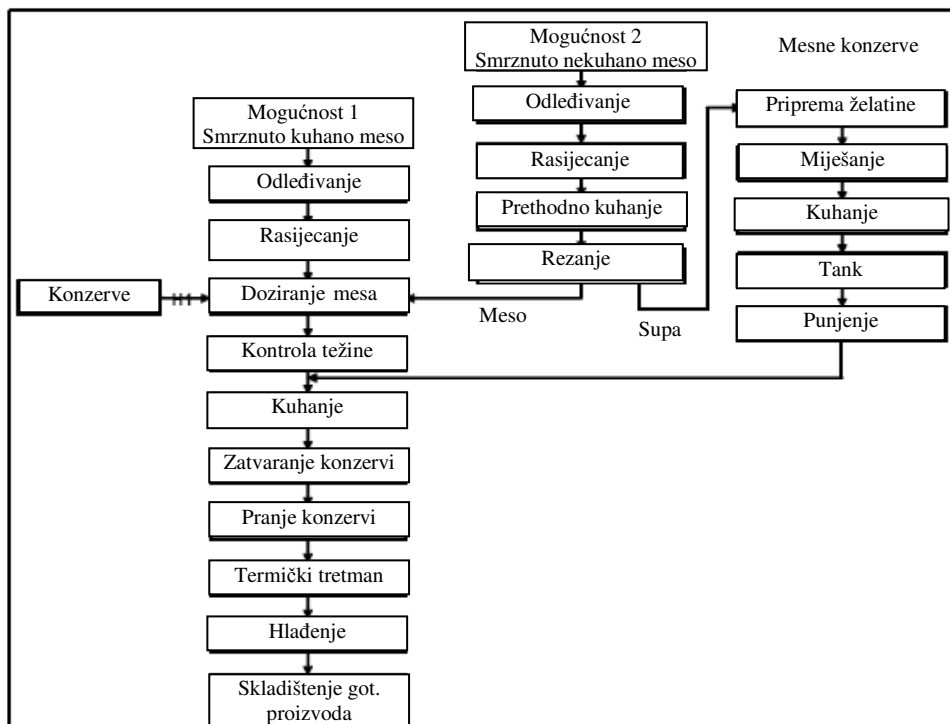 Mesne konzerve
Mogućnost 1
Smrznuto kuhano meso
Odleđivanje
Rasijecanje
Konzerve
Doziranje mesa
Kontrola težine
Kuhanje
Zatvaranje konzervi
Pranje konzervi
Termički tretman
Hlađenje
Skladištenje got.
proizvoda
Mogućnost 2
Smrznuto nekuhano meso
Odleđivanje
Rasijecanje
Prethodno kuhanje
Rezanje
Meso
Supa
Priprema želatine
Miješanje
Kuhanje
Tank
Punjenje